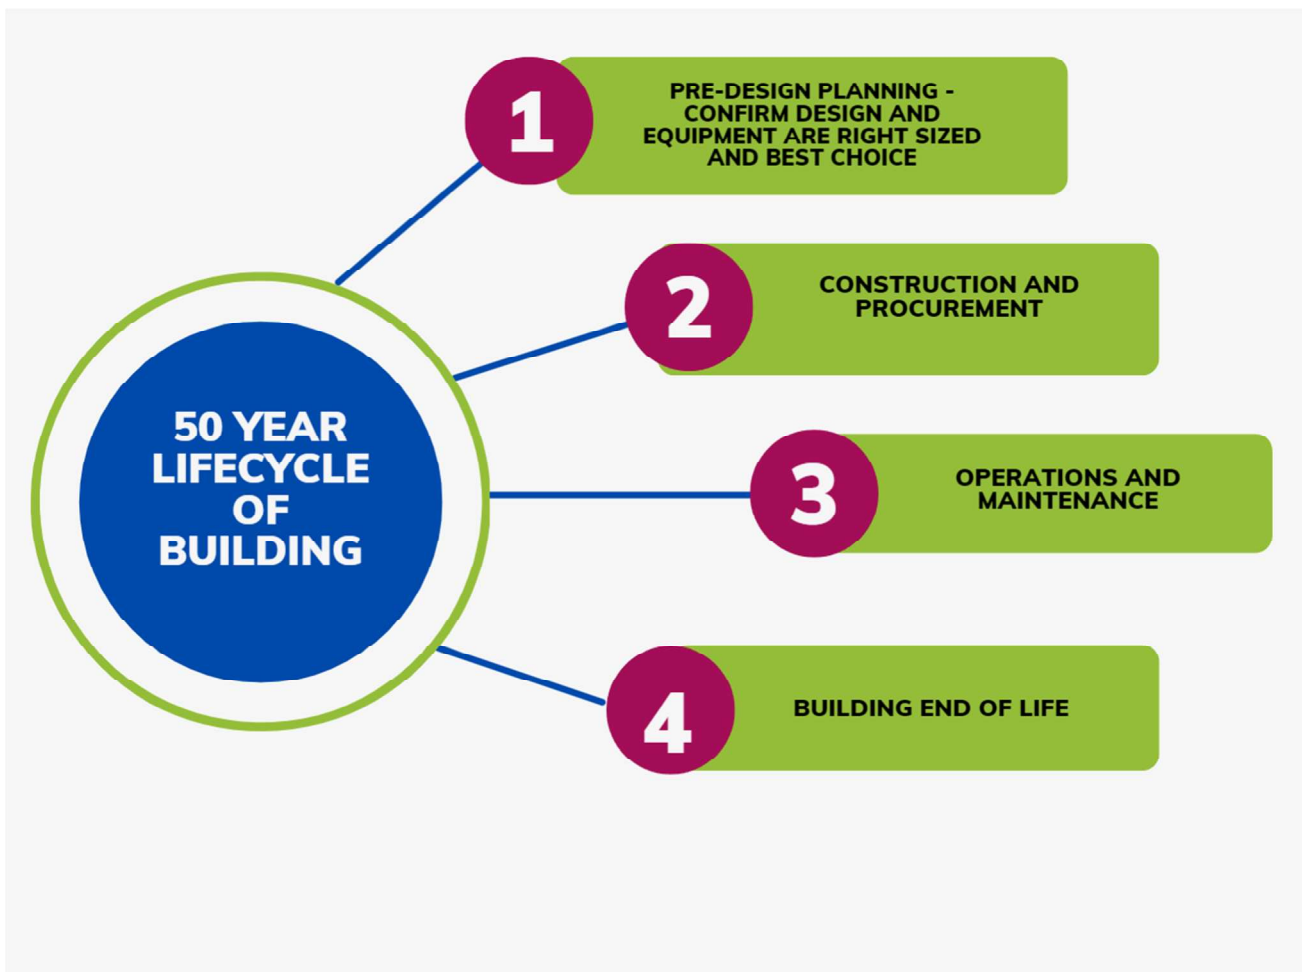 1
PRE-DESIGN PLANNING -
CONFIRM DESIGN AND
EQUIPMENT ARE RIGHT SIZED
AND BEST CHOICE
2
CONSTRUCTION AND
PROCUREMENT
50 YEAR
LIFECYCLE
OF
BUILDING
3
OPERATIONS AND
MAINTENANCE
4
BUILDING END OF LIFE